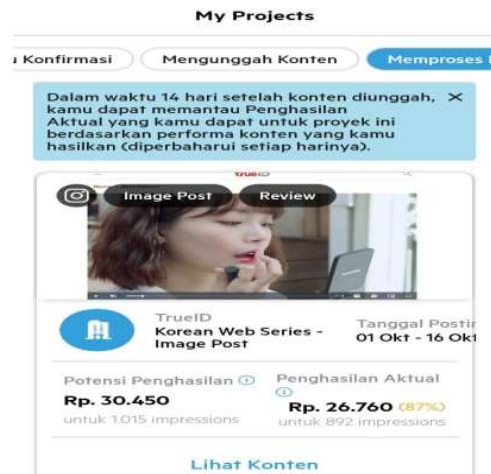 My Projects
Konfirmasi
Mengunggah Konten
Memproses
Dalam waktu 14 hari setelah konten diunggah,
kamu dapat memantau Penghasilan
Aktual yang kamu dapat untuk proyek ini
berdasarkan performa konten yang kamu
hasilkan (diperbaharui setiap harinya).
TrueID
Image Post
Review
TrueID
Korean Web Series -
Image Post
Tanggal Postin
01 Okt - 16 Okt
Potensi Penghasilan
Rp. 30.450
untuk 1.015 impressions
Penghasilan Aktual
Rp. 26.760 (87%)
untuk 892 impressions
Lihat Konten